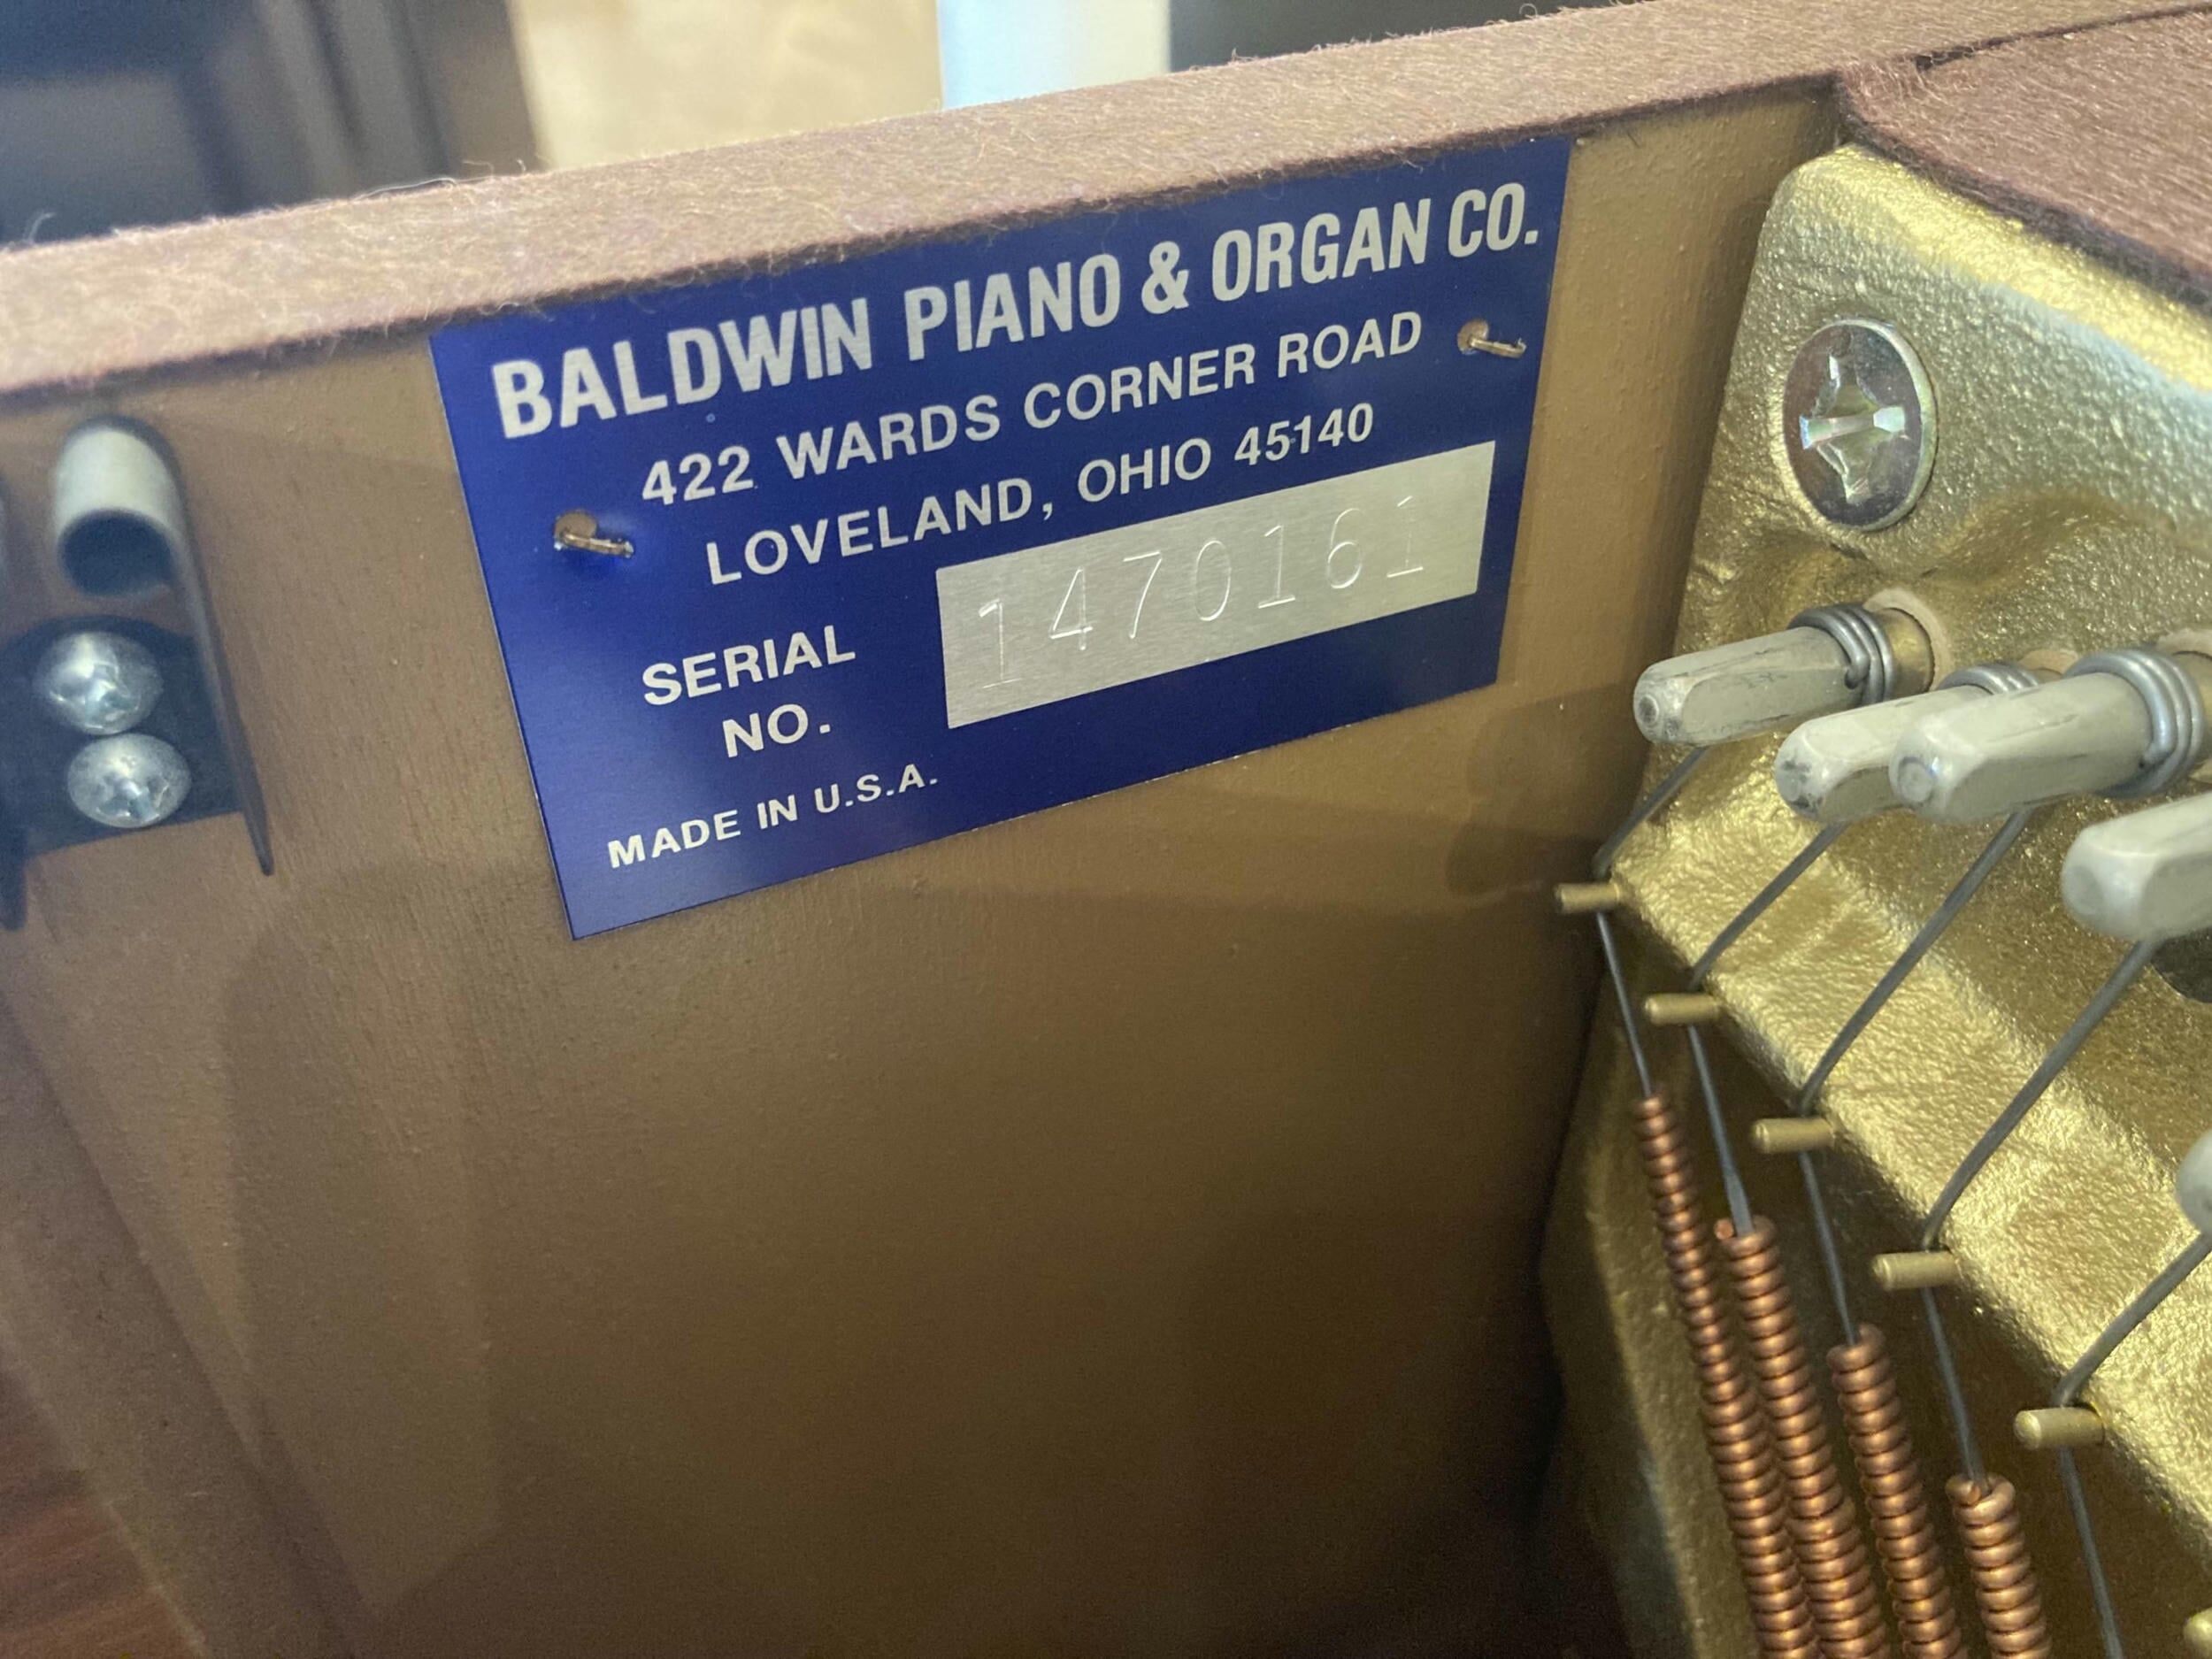 BALDWIN PIANO & ORGAN CO.
422 WARDS CORNER ROAD
LOVELAND, OHIO 45140
SERIAL NO. 1470161
MADE IN U.S.A.